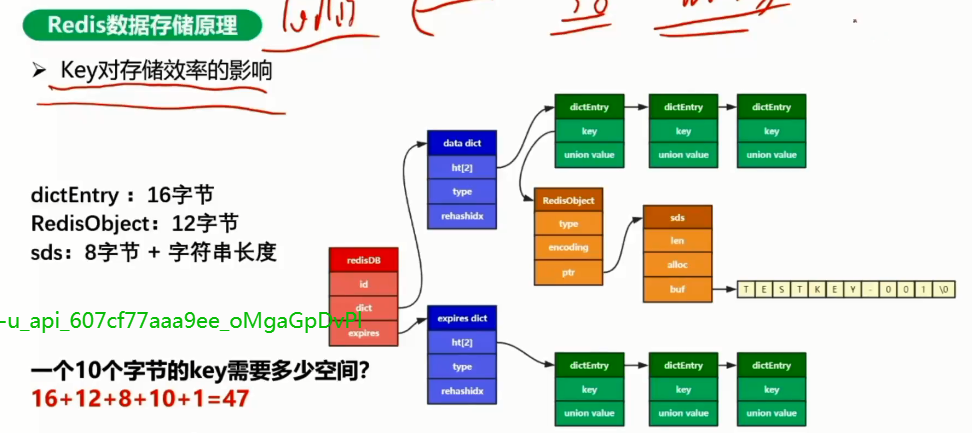 Redis数据存储原理
➤ Key对存储效率的影响
dictEntry ：16字节
RedisObject：12字节
sds：8字节 + 字符串长度
-u_api_607cf77aaa9ee_oMgaGpDvPl
一个10个字节的key需要多少空间？
16+12+8+10+1=47
redisDB
id
dict
expires
data dict
ht[2]
type
rehashidx
expires dict
ht[2]
type
rehashidx
dictEntry
key
union value
dictEntry
key
union value
dictEntry
key
union value
RedisObject
type
encoding
ptr
sds
len
alloc
buf
T E S T K E Y - 0 0 1 \0
dictEntry
key
union value
dictEntry
key
union value
dictEntry
key
union value